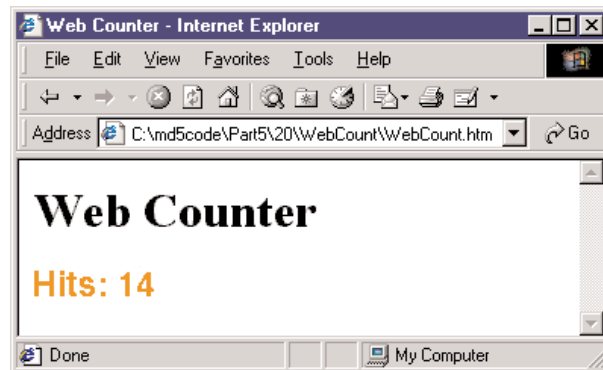 Web Counter - Internet Explorer
File Edit View Favorites Tools Help
Address C:\md5code\Part5\20\WebCount\WebCount.htm Go
Web Counter
Hits: 14
Done My Computer